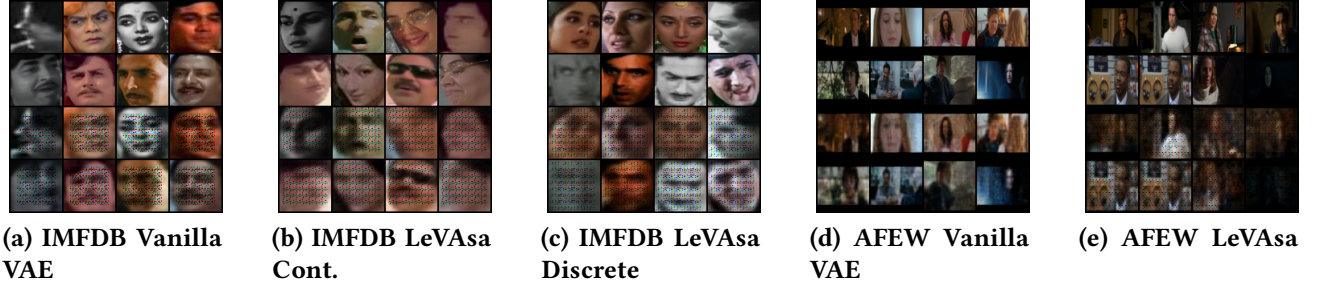 (a) IMFDB Vanilla
VAE
(b) IMFDB LeVAsa
Cont.
(c) IMFDB LeVAsa
Discrete
(d) AFEW Vanilla
VAE
(e) AFEW LeVAsa